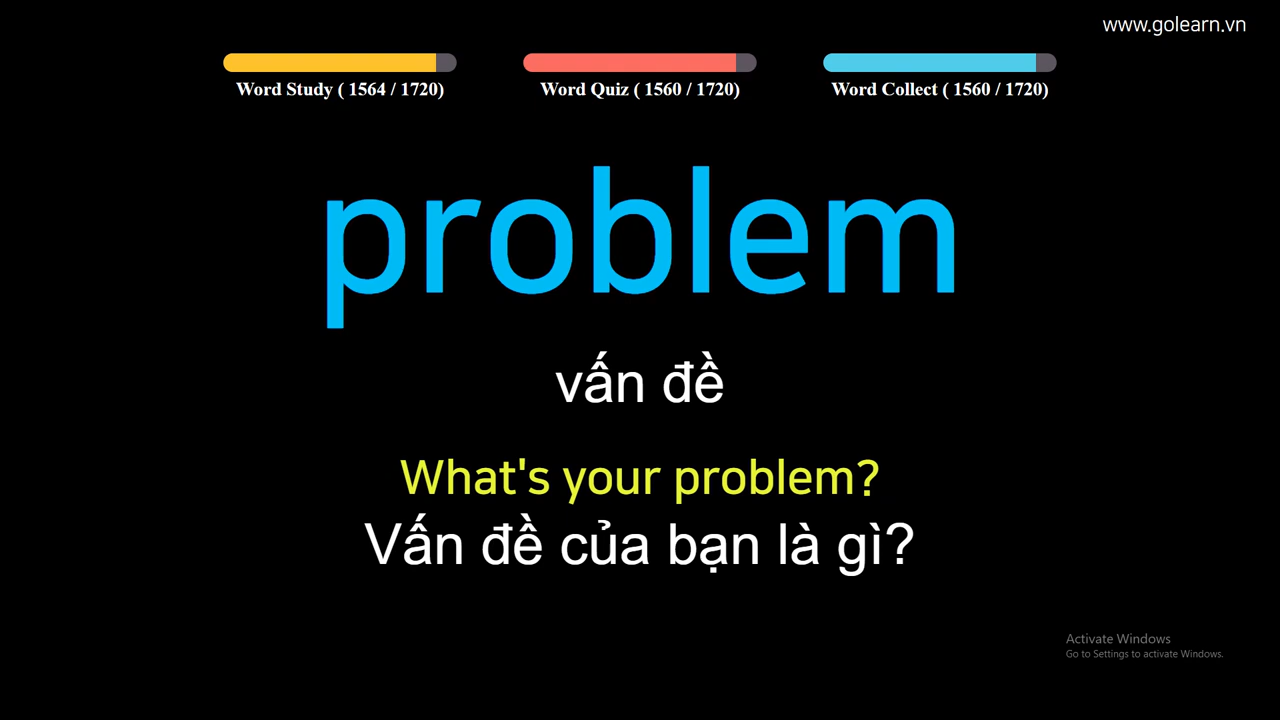 www.golearn.vn
Word Study ( 1564 / 1720)
Word Quiz ( 1560 / 1720)
Word Collect ( 1560 / 1720)
problem
vấn đề
What's your problem?
Vấn đề của bạn là gì?
Activate Windows
Go to Settings to activate Windows.